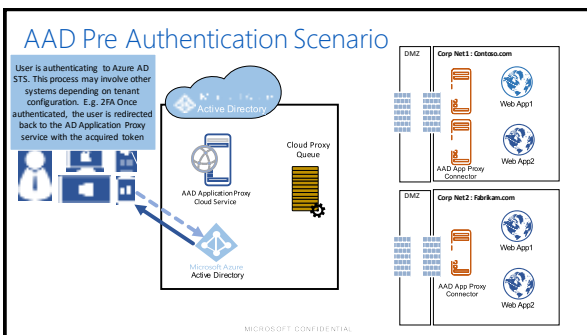 AAD Pre Authentication Scenario
User is authenticating to Azure AD
STS. This process may involve other
systems depending on tenant
configuration. E.g. 2FA Once
authenticated, the user is redirected
back to the AD Application Proxy
service with the acquired token
Active Directory
AAD Application Proxy
Cloud Service
Cloud Proxy
Queue
Microsoft Azure
Active Directory
DMZ
Corp Net1 : Contoso.com
Web App1
Web App2
AAD App Proxy
Connector
DMZ
Corp Net2 : Fabrikam.com
Web App1
Web App2
AAD App Proxy
Connector
MICROSOFT CONFIDENTIAL